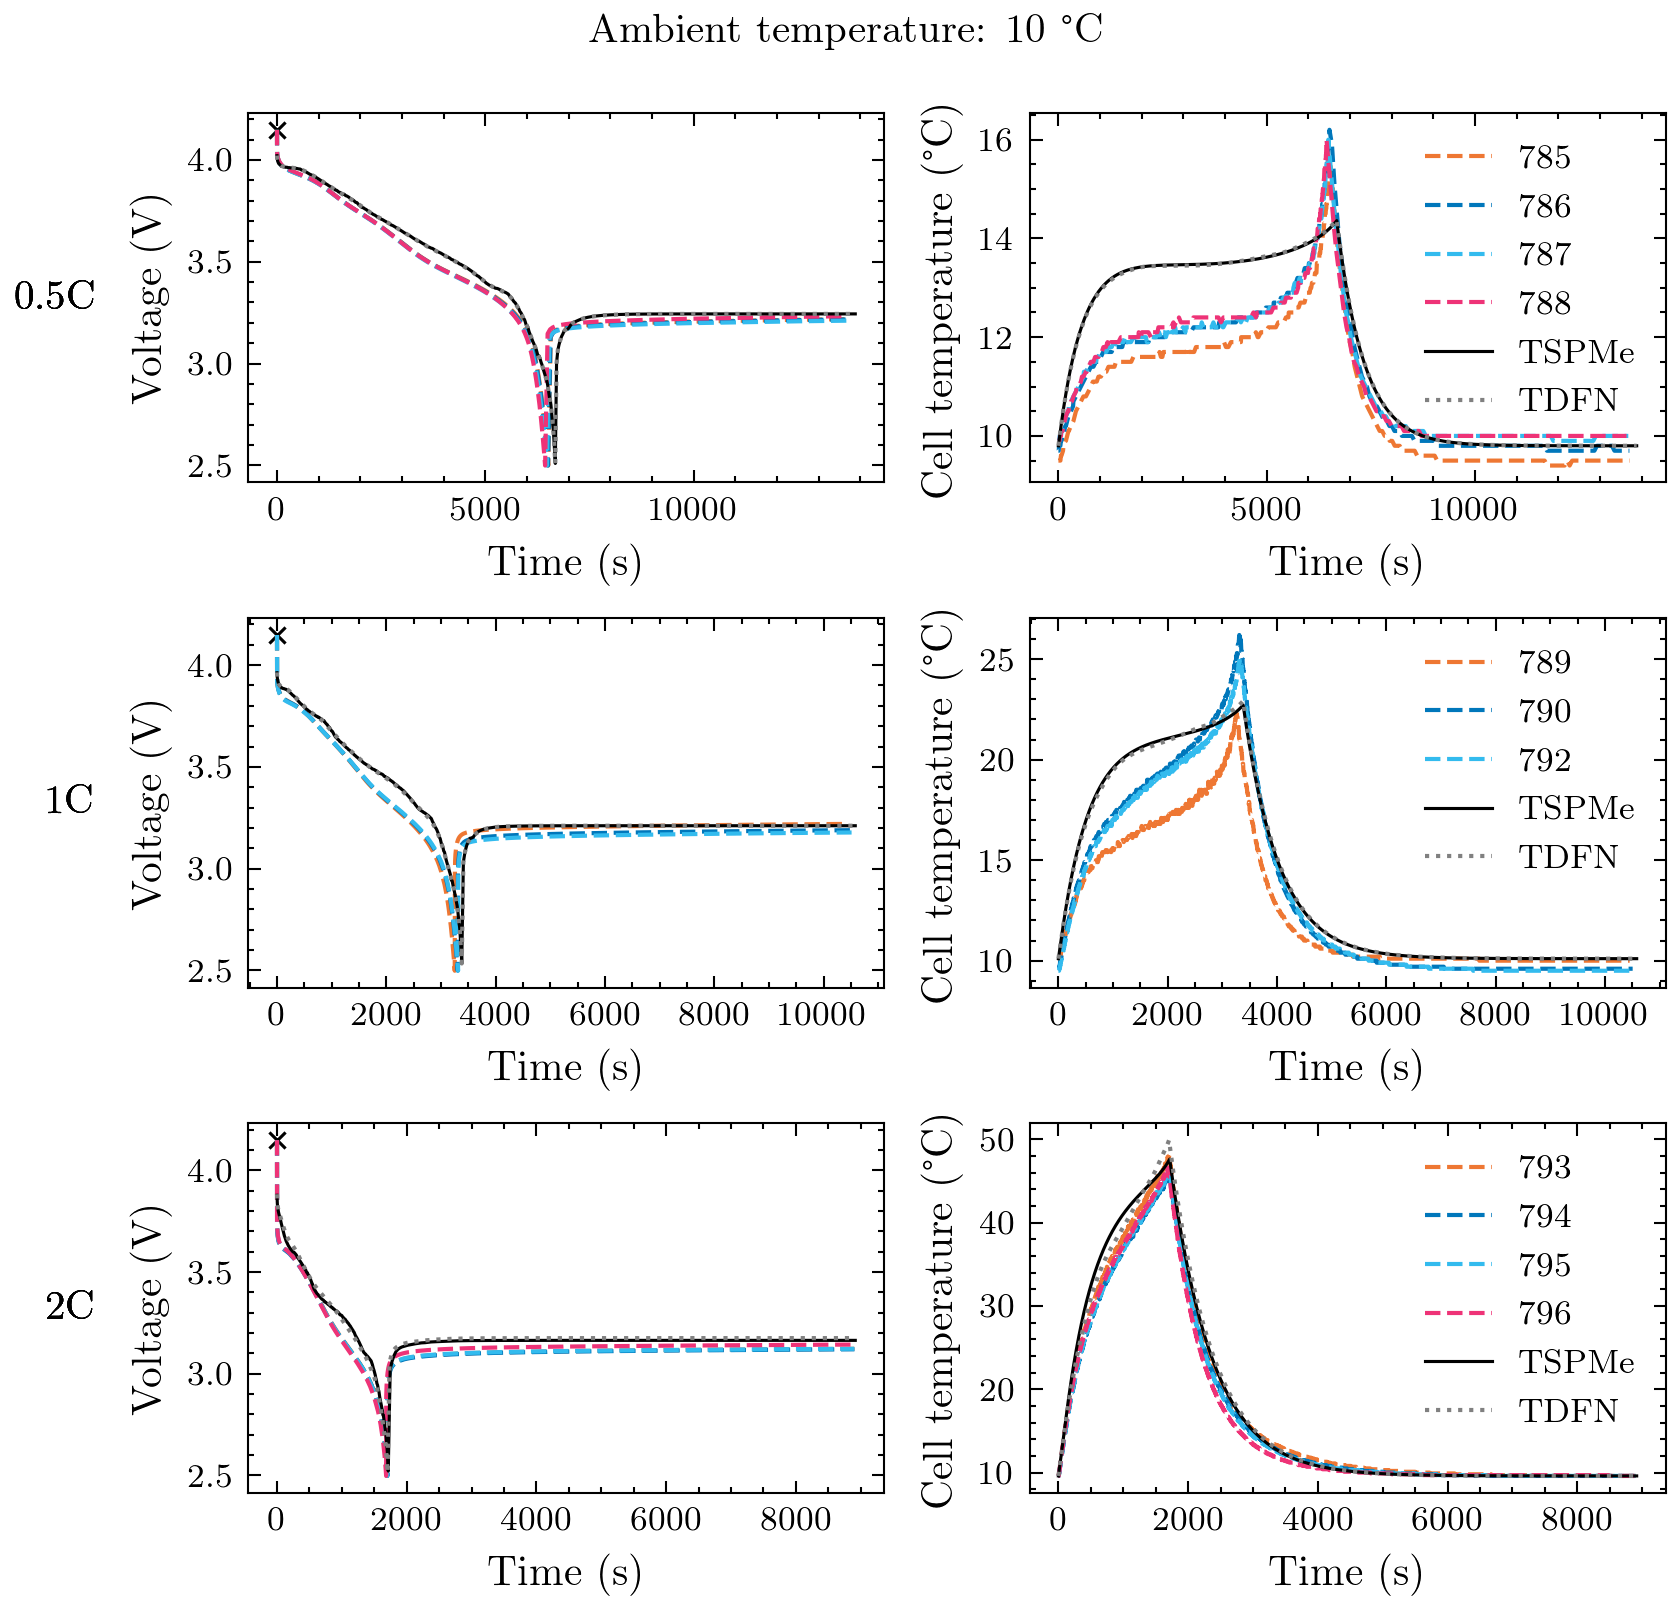 Ambient temperature: 10 °C
0.5C
Voltage (V)
4.0
3.5
3.0
2.5
0 5000 10000
Time (s)
Cell temperature (°C)
16
14
12
10
0 5000 10000
Time (s)
785
786
787
788
TSPMe
TDFN
1C
Voltage (V)
4.0
3.5
3.0
2.5
0 2000 4000 6000 8000 10000
Time (s)
Cell temperature (°C)
25
20
15
10
0 2000 4000 6000 8000 10000
Time (s)
789
790
792
TSPMe
TDFN
2C
Voltage (V)
4.0
3.5
3.0
2.5
0 2000 4000 6000 8000
Time (s)
Cell temperature (°C)
50
40
30
20
10
0 2000 4000 6000 8000
Time (s)
793
794
795
796
TSPMe
TDFN